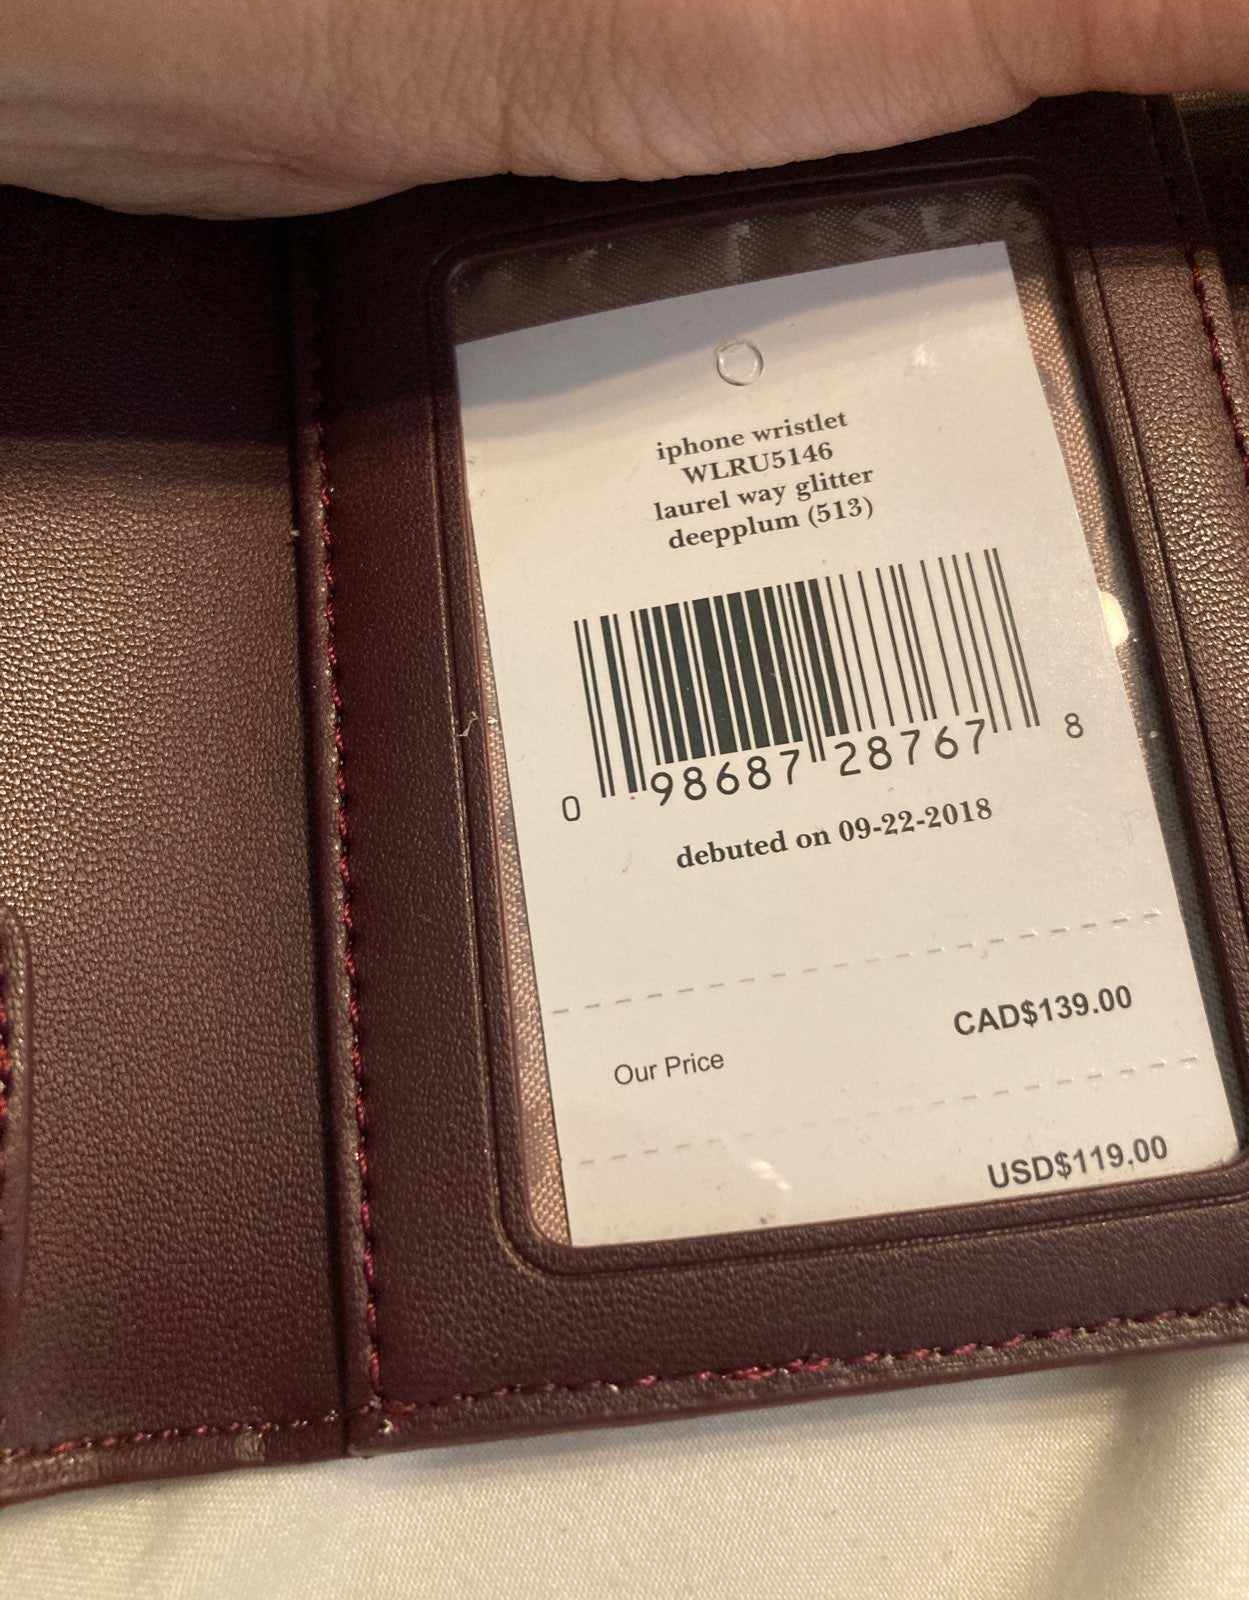 iphone wristlet
WLRU5146
laurel way glitter
deepplum (513)
0 98687 28767 8
debuted on 09-22-2018
CAD$139.00
Our Price
USD$119.00